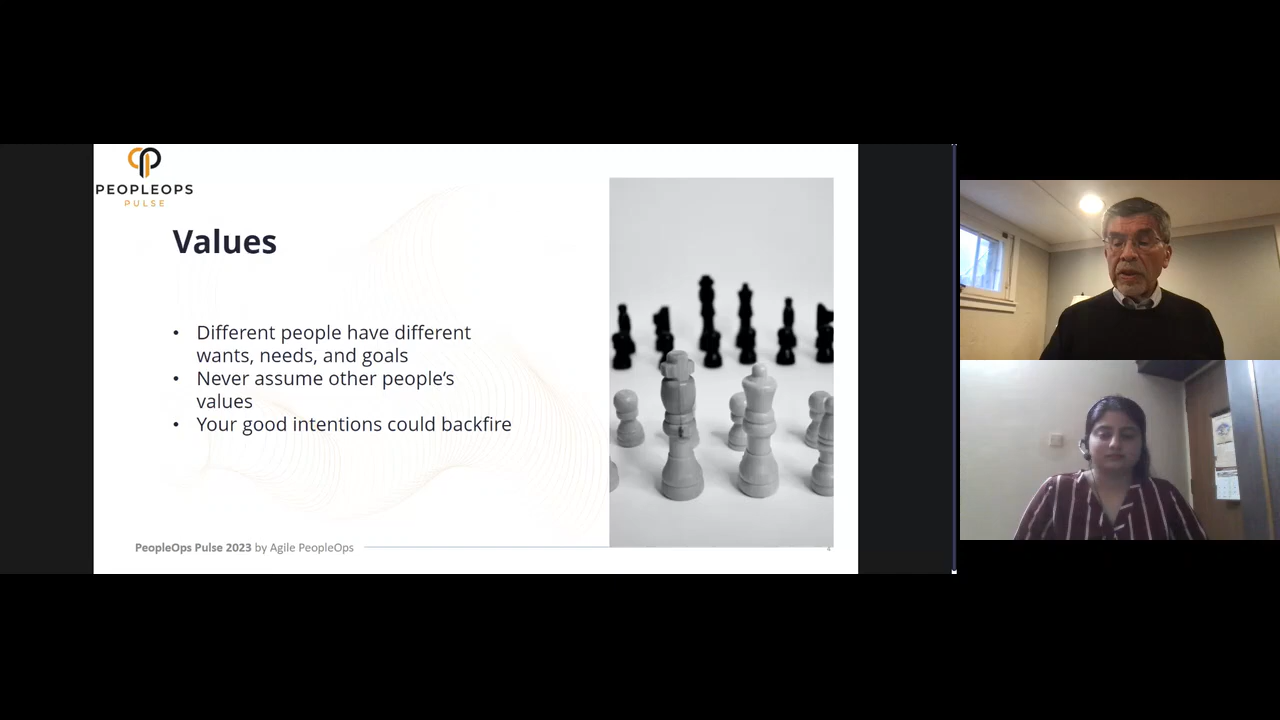 PEOPLEOPS
PULSE
Values
• Different people have different
wants, needs, and goals
• Never assume other people's
values
• Your good intentions could backfire
PeopleOps Pulse 2023 by Agile PeopleOps